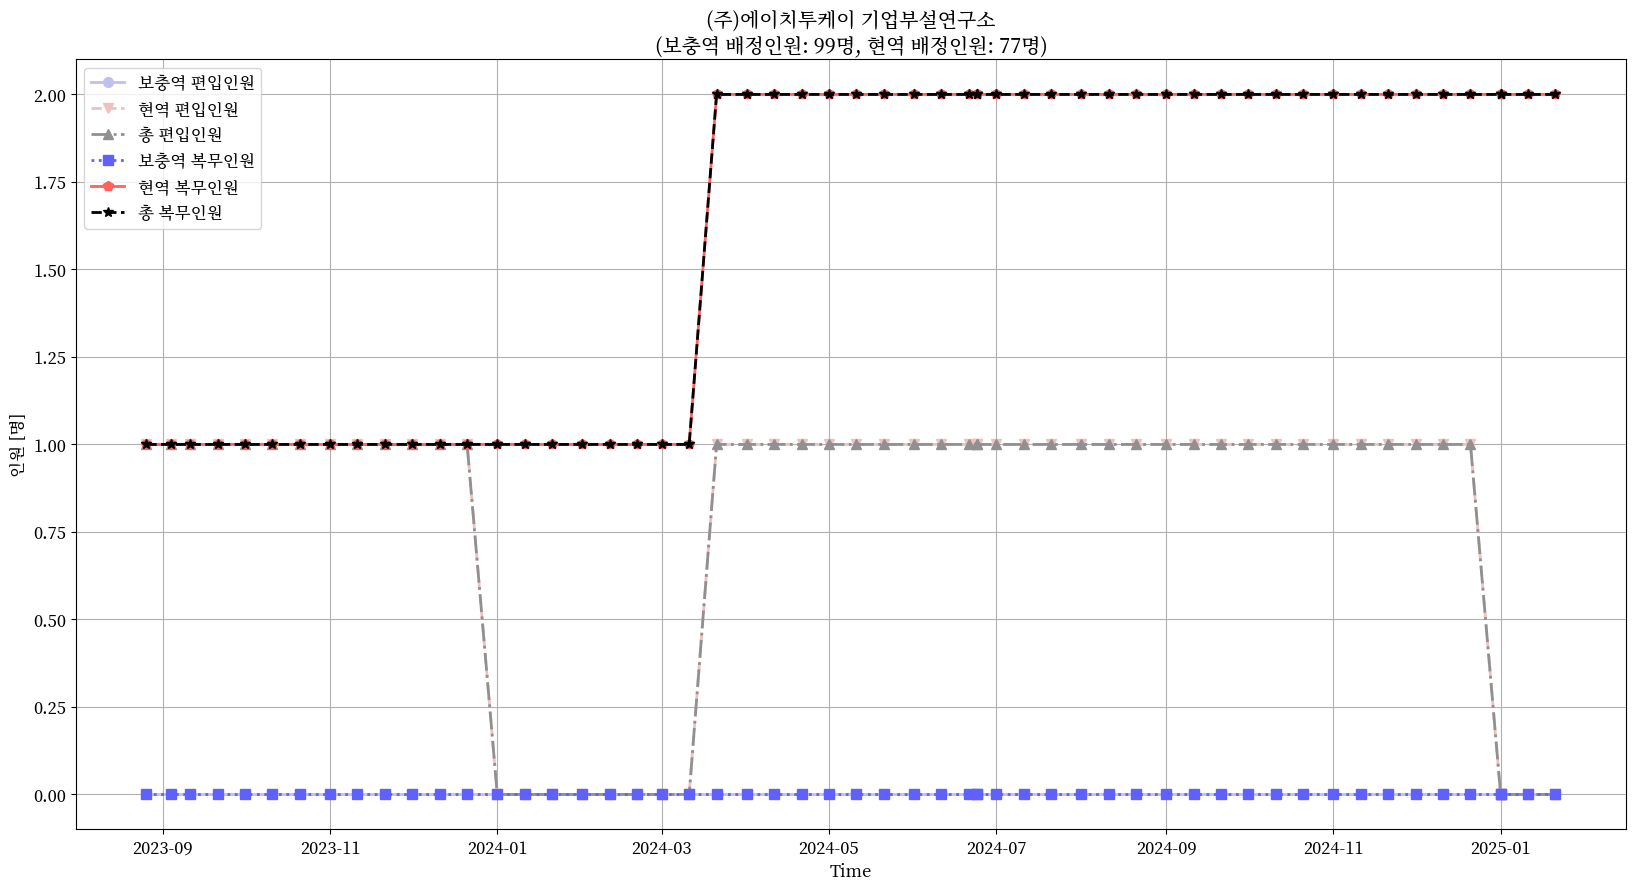 (주)에이치투케이 기업부설연구소
(보충역 배정인원: 99명, 현역 배정인원: 77명)
보충역 편입인원
현역 편입인원
총 편입인원
보충역 복무인원
현역 복무인원
총 복무인원
2.00
1.75
1.50
1.25
1.00
0.75
0.50
0.25
0.00
인원 [명]
2023-09 2023-11 2024-01 2024-03 2024-05 2024-07 2024-09 2024-11 2025-01
Time